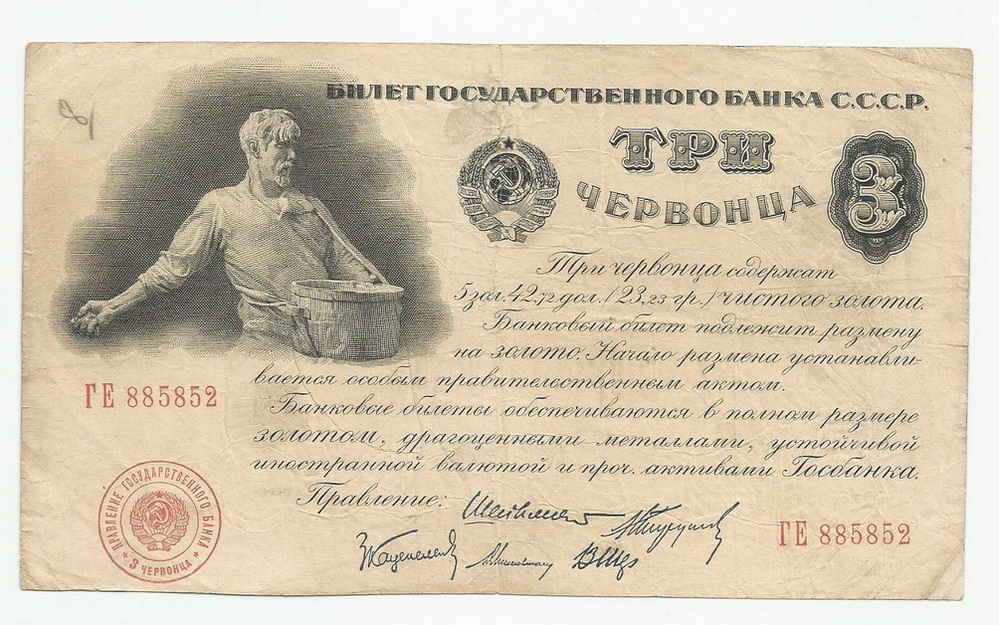 БИЛЕТ ГОСУДАРСТВЕННОГО БАНКА С.С.С.Р.
ТРИ
ЧЕРВОНЦА
3
Три червонца содержат
5 зол. 42,72 дол. (23,23 гр.) чистого золота.
Банковый билет подлежит размену
на золото. Начало размена устанавли-
вается особым правительственным актом.
Банковые билеты обеспечиваются в полном размере
золотом, драгоценными металлами, устойчивой
иностранной валютой и проч. активами Госбанка.
Правление:
ГЕ 885852
ПРАВЛЕНИЕ ГОСУДАРСТВЕННОГО БАНКА
3 ЧЕРВОНЦА
ГЕ 885852